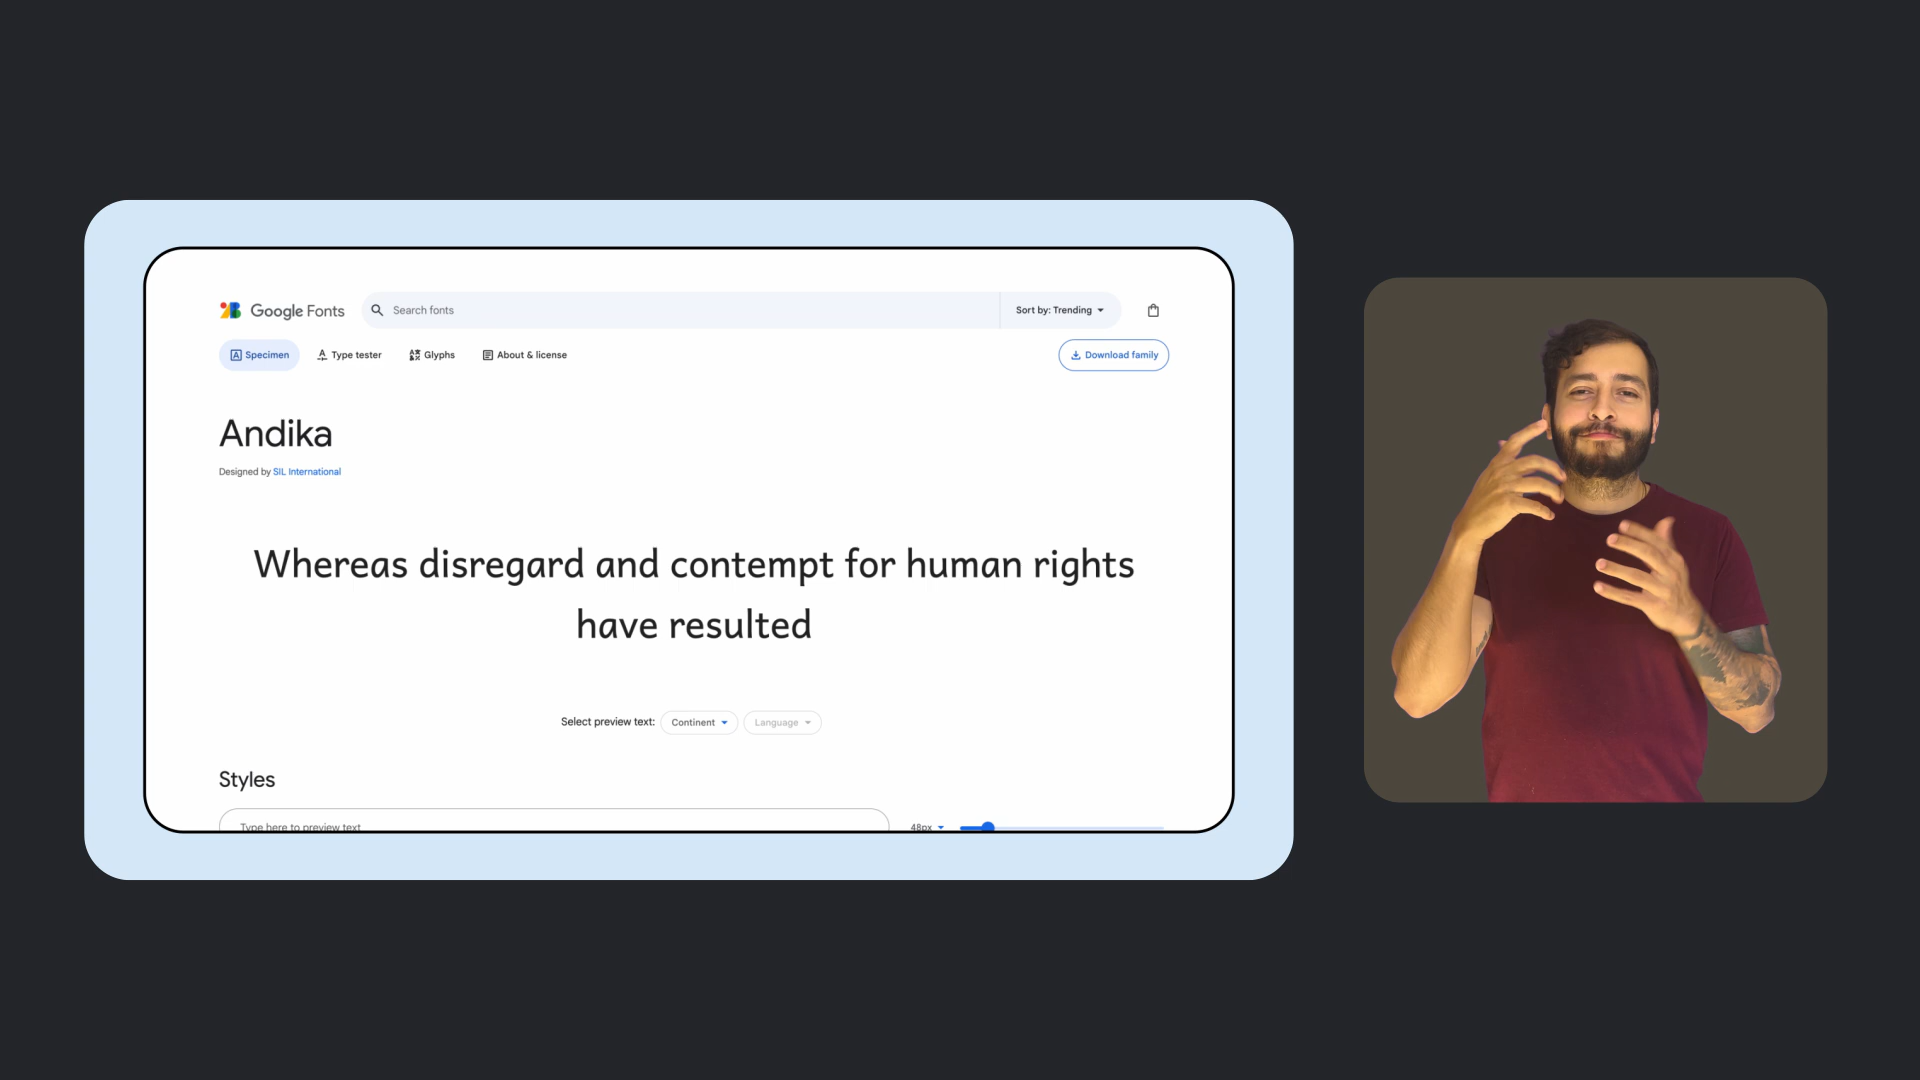 Google Fonts
Search fonts
Sort by: Trending
Specimen
Type tester
Glyphs
About & license
Download family
Andika
Designed by SIL International
Whereas disregard and contempt for human rights
have resulted
Select preview text:
Continent
Language
Styles
Type here to preview text
48px